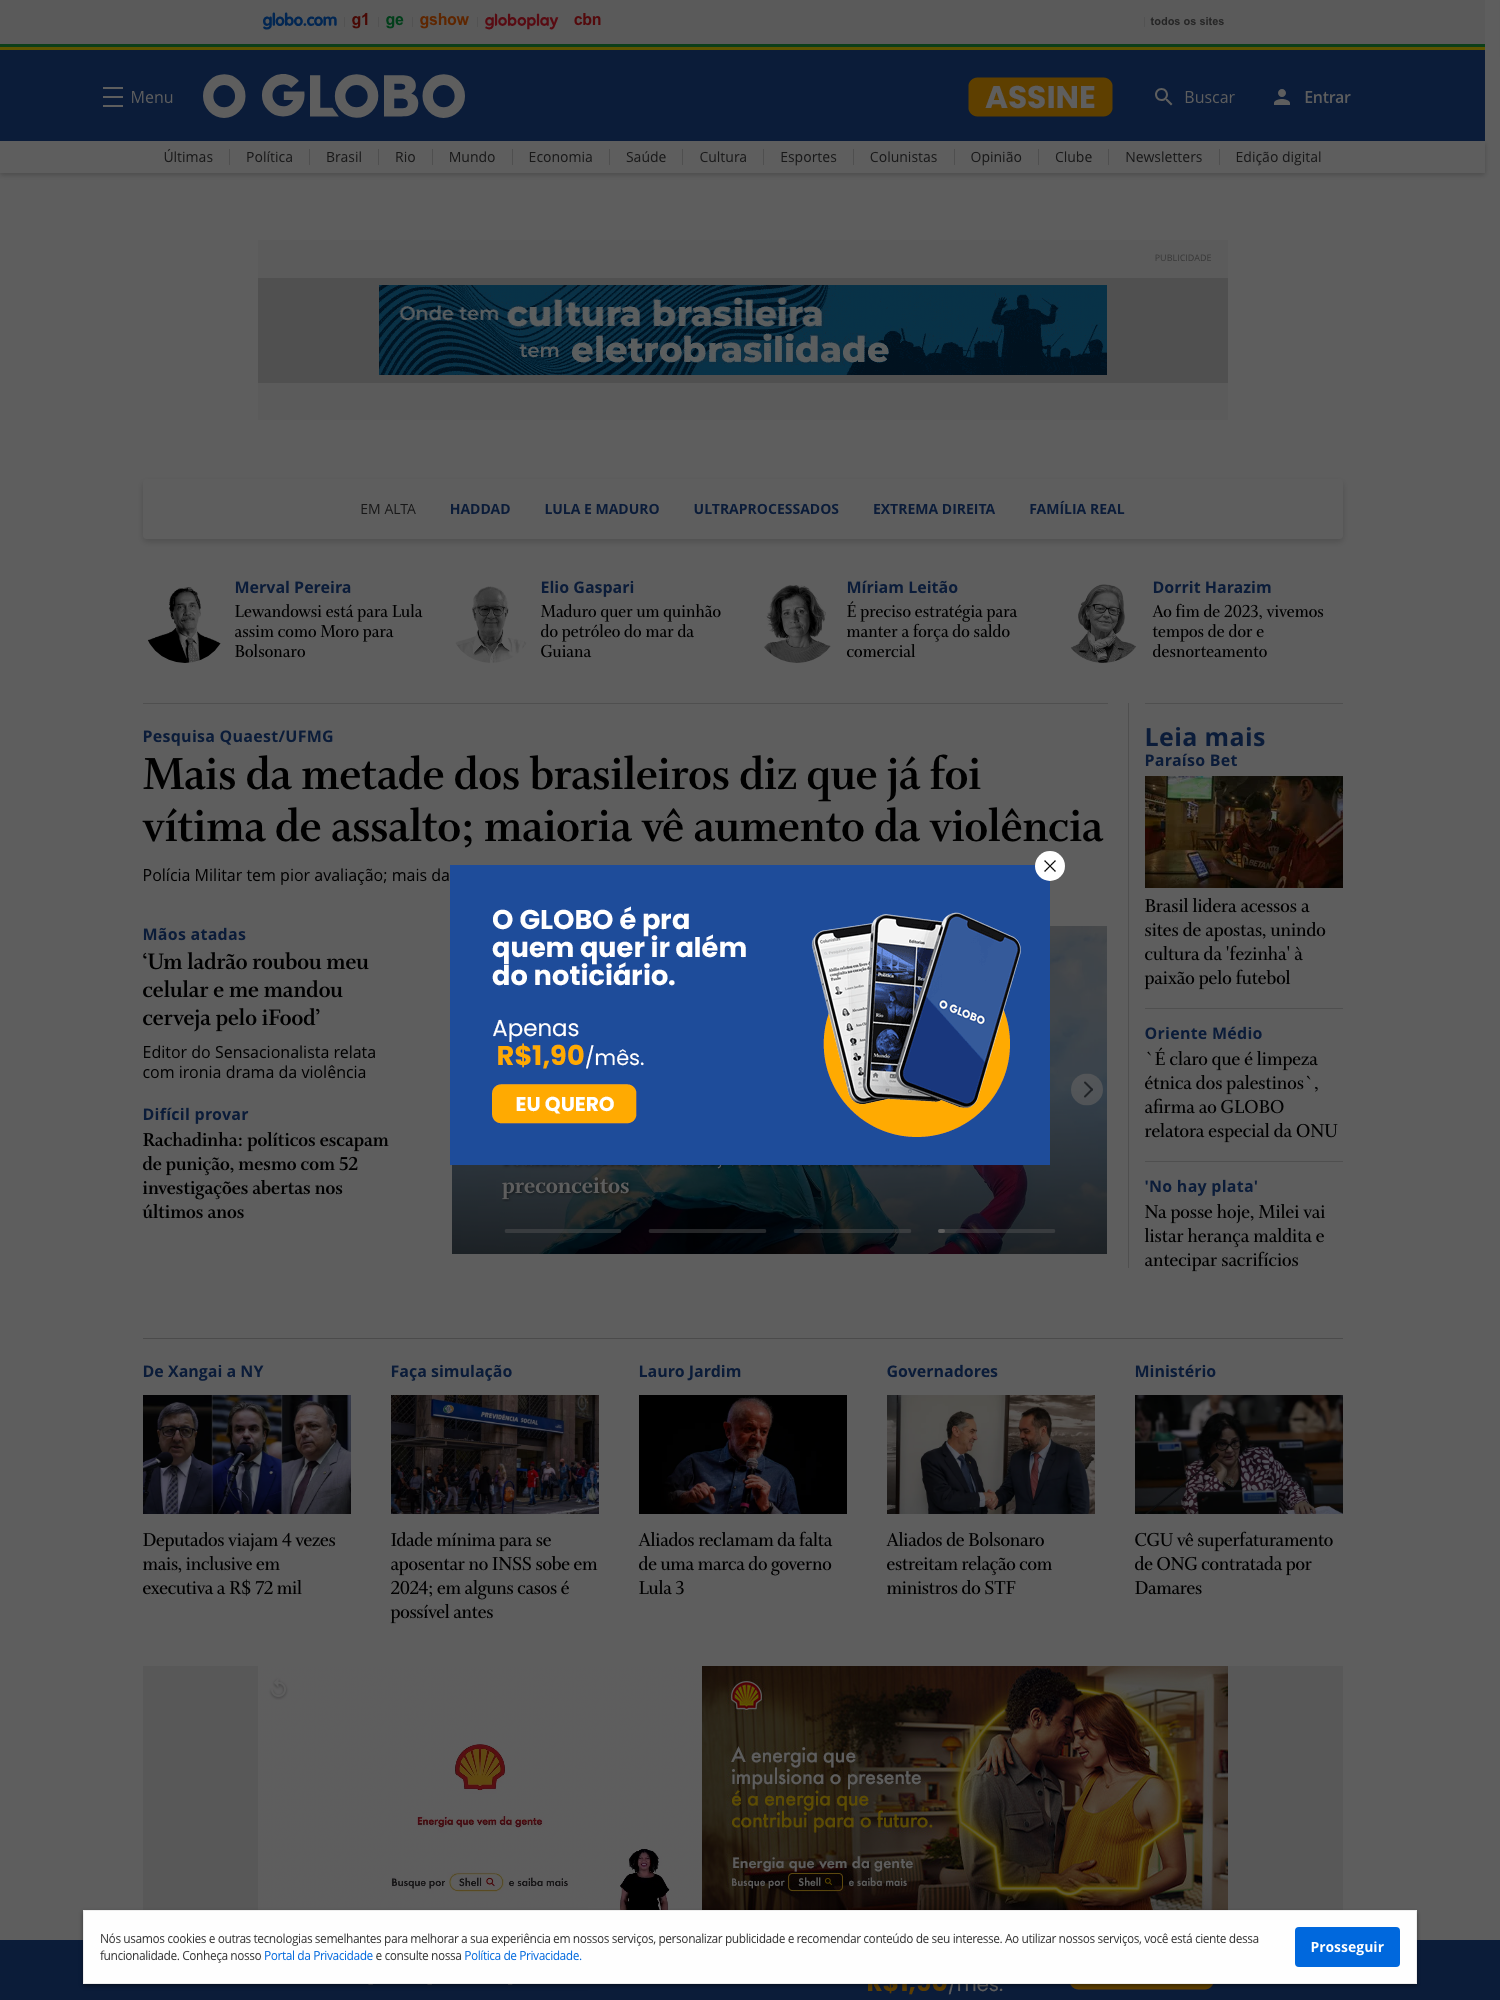 globo.com g1 ge gshow globoplay cbn todos os sites
Menu O GLOBO ASSINE Buscar Entrar
Últimas Política Brasil Rio Mundo Economia Saúde Cultura Esportes Colunistas Opinião Clube Newsletters Edição digital
PUBLICIDADE
Onde tem cultura brasileira
tem eletrobrasilidade
EM ALTA HADDAD LULA E MADURO ULTRAPROCESSADOS EXTREMA DIREITA FAMÍLIA REAL
Merval Pereira
Lewandowsi está para Lula
assim como Moro para
Bolsonaro
Elio Gaspari
Maduro quer um quinhão
do petróleo do mar da
Guiana
Míriam Leitão
É preciso estratégia para
manter a força do saldo
comercial
Dorrit Harazim
Ao fim de 2023, vivemos
tempos de dor e
desnorteamento
Pesquisa Quaest/UFMG
Mais da metade dos brasileiros diz que já foi
vítima de assalto; maioria vê aumento da violência
Polícia Militar tem pior avaliação; mais da
Mãos atadas
‘Um ladrão roubou meu
celular e me mandou
cerveja pelo iFood’
Editor do Sensacionalista relata
com ironia drama da violência
Difícil provar
Rachadinha: políticos escapam
de punição, mesmo com 52
investigações abertas nos
últimos anos
O GLOBO é pra
quem quer ir além
do noticiário.
Apenas
R$1,90/mês.
EU QUERO
O GLOBO
preconceitos
Leia mais
Paraíso Bet
Brasil lidera acessos a
sites de apostas, unindo
cultura da 'fezinha' à
paixão pelo futebol
Oriente Médio
`É claro que é limpeza
étnica dos palestinos`,
afirma ao GLOBO
relatora especial da ONU
'No hay plata'
Na posse hoje, Milei vai
listar herança maldita e
antecipar sacrifícios
De Xangai a NY
Deputados viajam 4 vezes
mais, inclusive em
executiva a R$ 72 mil
Faça simulação
PREVIDÊNCIA SOCIAL
Idade mínima para se
aposentar no INSS sobe em
2024; em alguns casos é
possível antes
Lauro Jardim
Aliados reclamam da falta
de uma marca do governo
Lula 3
Governadores
Aliados de Bolsonaro
estreitam relação com
ministros do STF
Ministério
CGU vê superfaturamento
de ONG contratada por
Damares
Energia que vem da gente
Busque por Shell e saiba mais
A energia que
impulsiona o presente
é a energia que
contribui para o futuro.
Energia que vem da gente
Busque por Shell e saiba mais
Nós usamos cookies e outras tecnologias semelhantes para melhorar a sua experiência em nossos serviços, personalizar publicidade e recomendar conteúdo de seu interesse. Ao utilizar nossos serviços, você está ciente dessa
funcionalidade. Conheça nosso Portal da Privacidade e consulte nossa Política de Privacidade.
Prosseguir
R$1,90/mês.